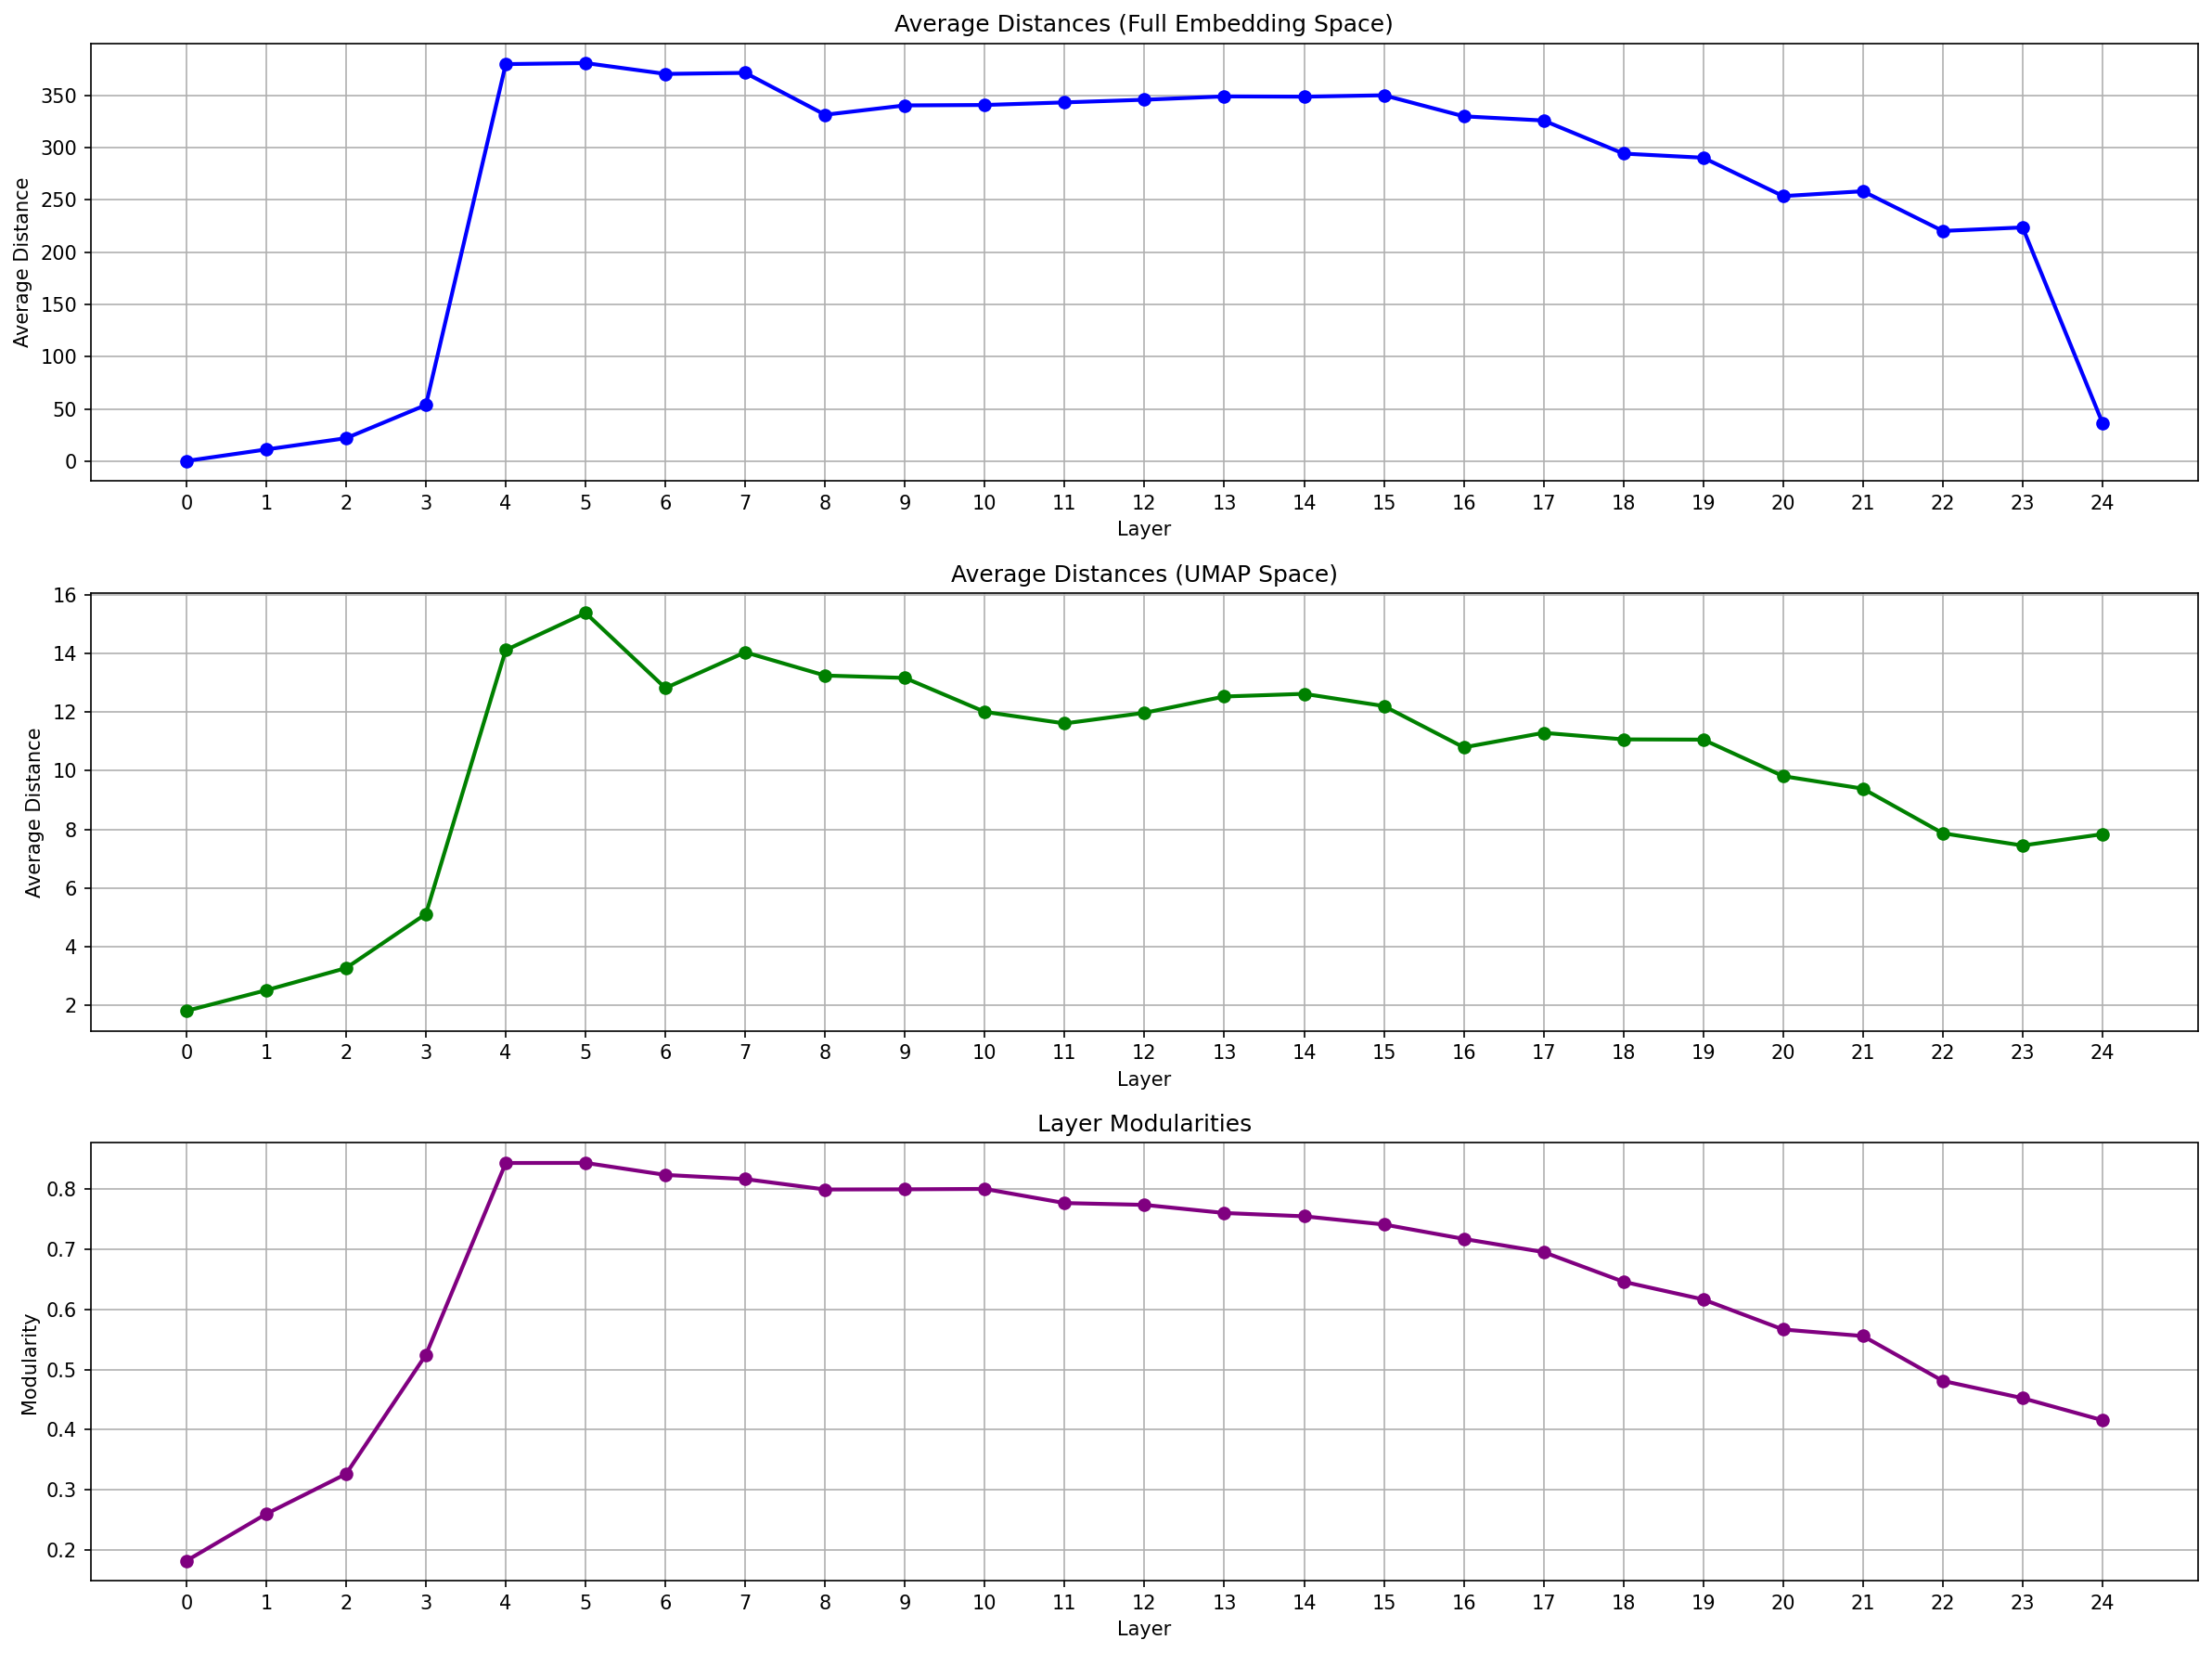 Average Distances (Full Embedding Space)
Average Distance
350
300
250
200
150
100
50
0
0 1 2 3 4 5 6 7 8 9 10 11 12 13 14 15 16 17 18 19 20 21 22 23 24
Layer
Average Distances (UMAP Space)
Average Distance
16
14
12
10
8
6
4
2
0 1 2 3 4 5 6 7 8 9 10 11 12 13 14 15 16 17 18 19 20 21 22 23 24
Layer
Layer Modularities
Modularity
0.8
0.7
0.6
0.5
0.4
0.3
0.2
0 1 2 3 4 5 6 7 8 9 10 11 12 13 14 15 16 17 18 19 20 21 22 23 24
Layer